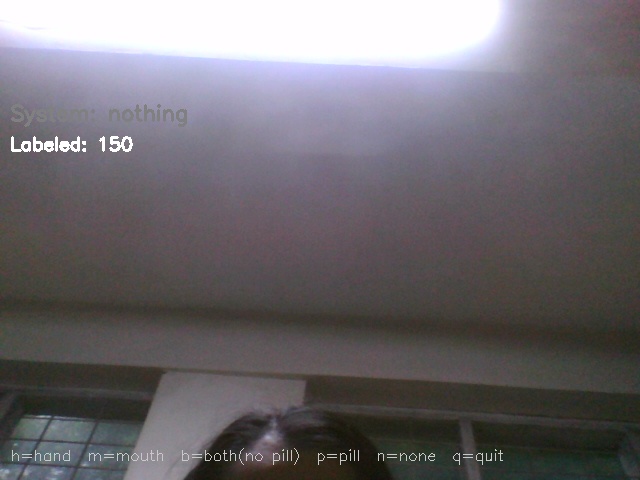 System: nothing
Labeled: 150
h=hand m=mouth b=both(no pill) p=pill n=none q=quit